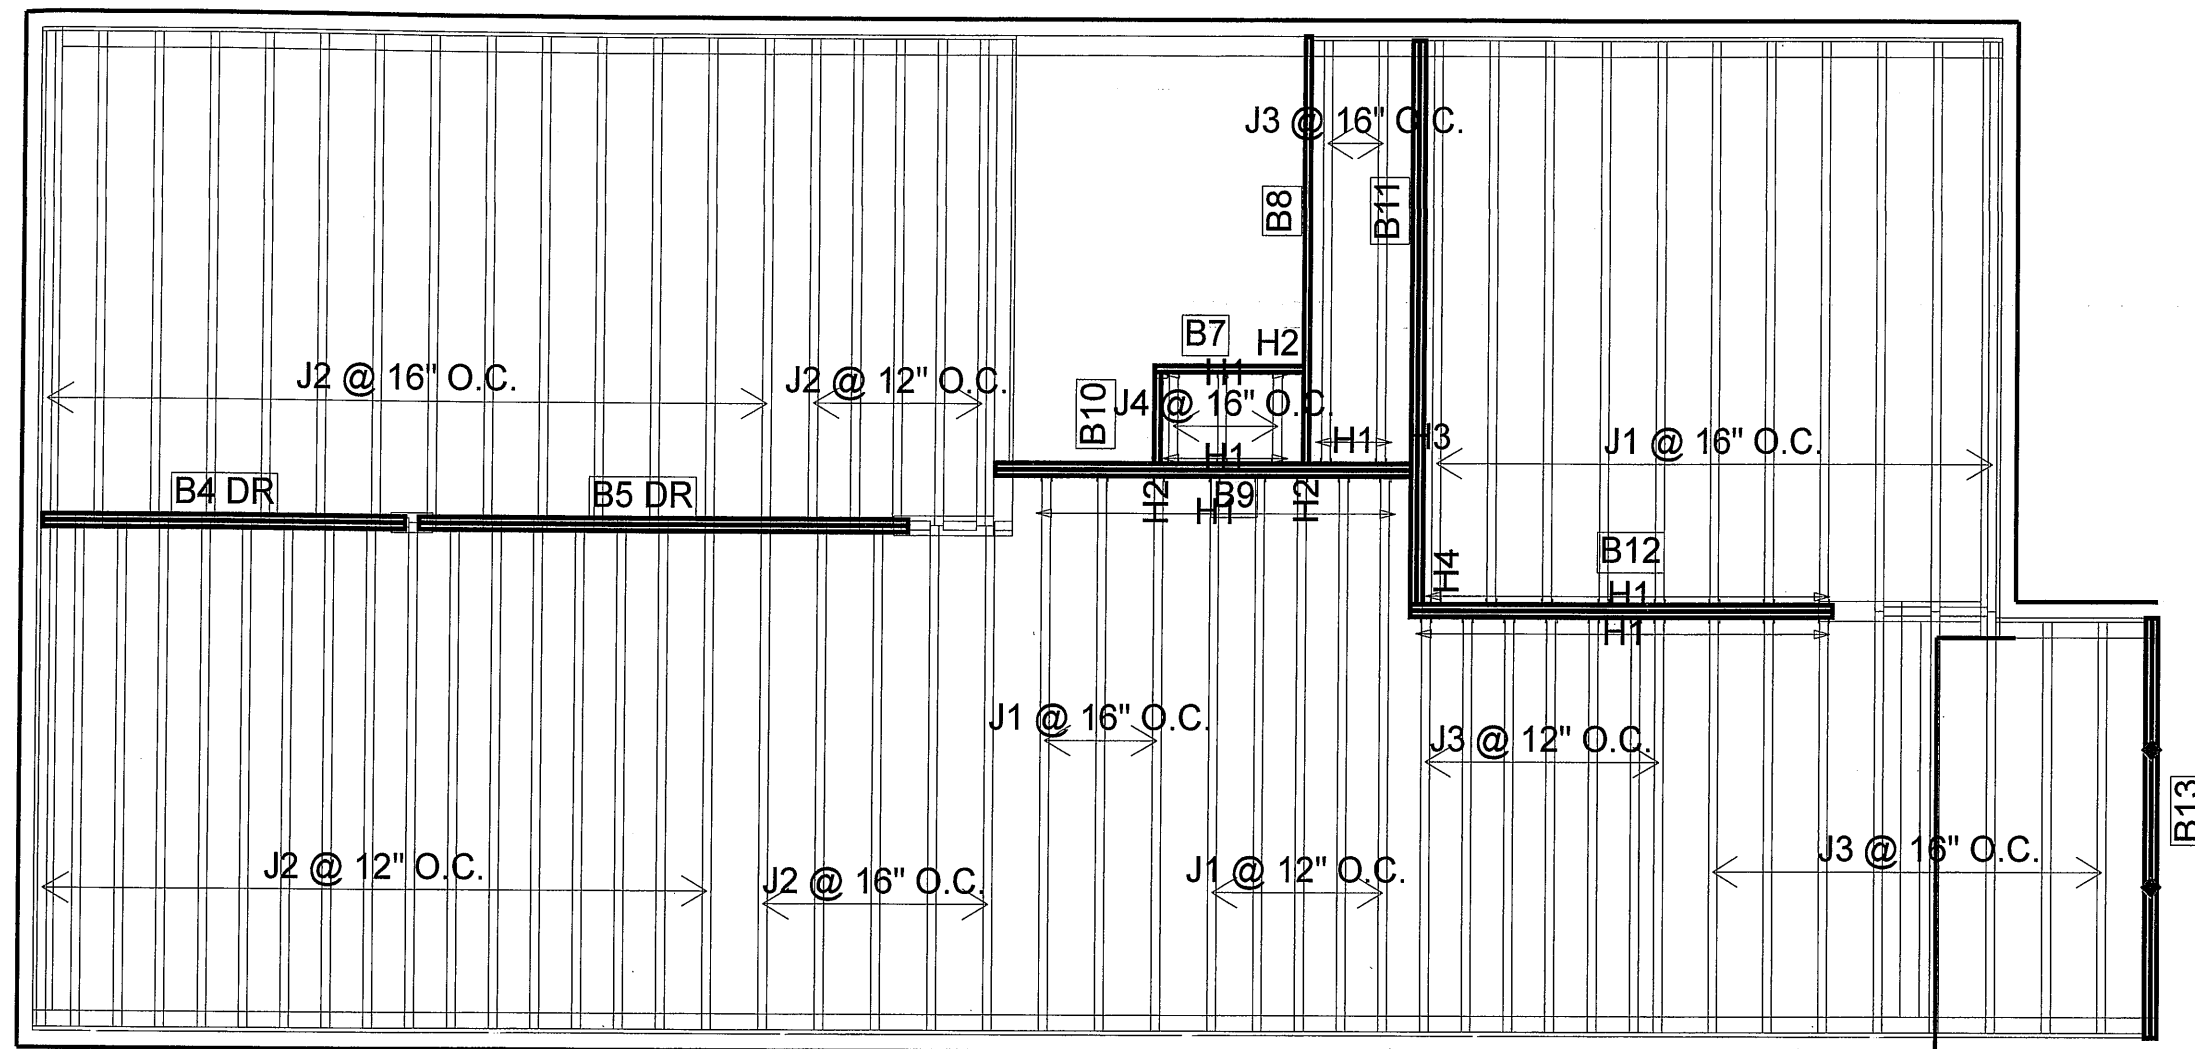 J3 @ 16" O.C.
B8
B11
B7
H2
H1
J2 @ 16" O.C.
J2 @ 12" O.C.
B10
J4 @ 16" O.C.
H1
H1
H3
J1 @ 16" O.C.
B4 DR
B5 DR
H2
B9
H2
H1
H4
B12
H1
H1
J1 @ 16" O.C.
J3 @ 12" O.C.
B13
J2 @ 12" O.C.
J2 @ 16" O.C.
J1 @ 12" O.C.
J3 @ 16" O.C.